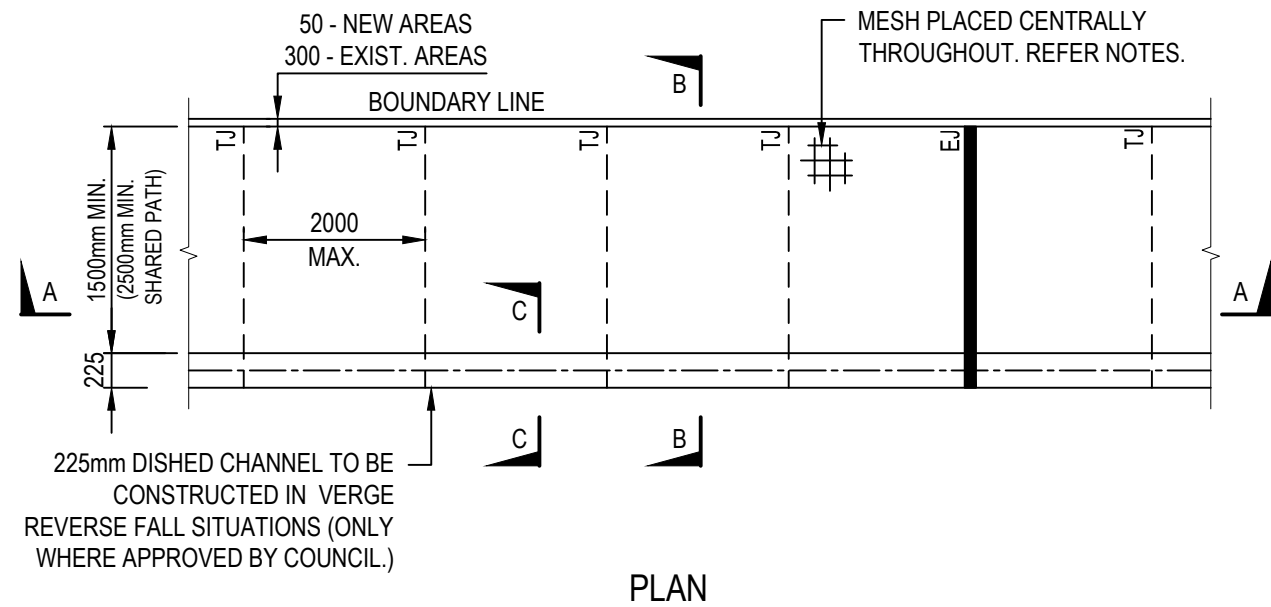 50 - NEW AREAS
300 - EXIST. AREAS
MESH PLACED CENTRALLY
THROUGHOUT. REFER NOTES.
B
BOUNDARY LINE
TJ
TJ
TJ
TJ
EJ
TJ
1500mm MIN.
(2500mm MIN.
SHARED PATH)
2000
MAX.
A
C
A
225
C
B
225mm DISHED CHANNEL TO BE
CONSTRUCTED IN VERGE
REVERSE FALL SITUATIONS (ONLY
WHERE APPROVED BY COUNCIL.)
PLAN